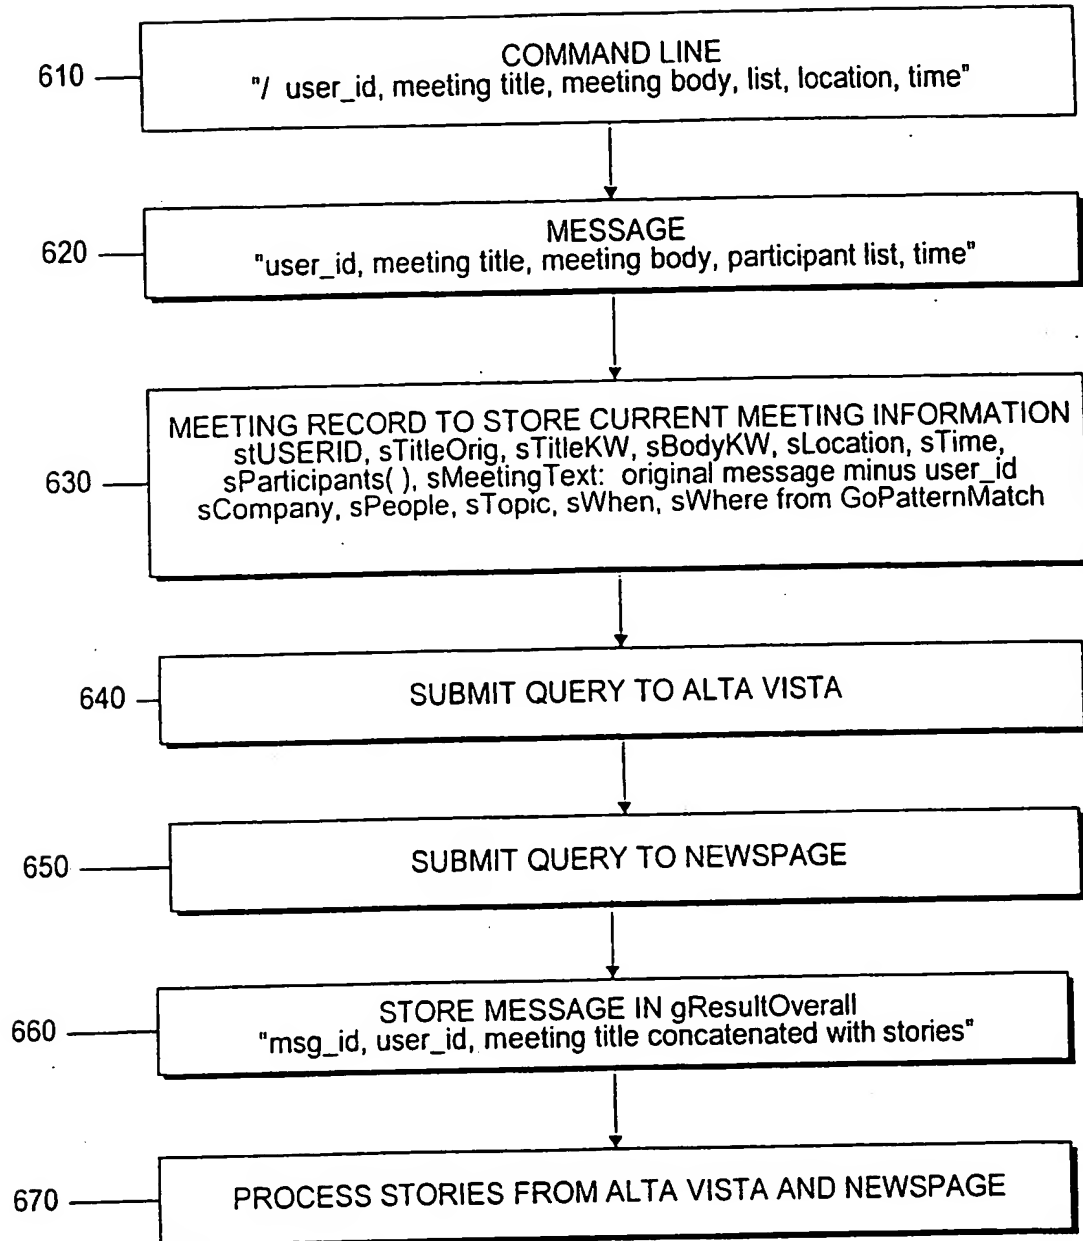 610
COMMAND LINE
"/ user_id, meeting title, meeting body, list, location, time"
620
MESSAGE
"user_id, meeting title, meeting body, participant list, time"
630
MEETING RECORD TO STORE CURRENT MEETING INFORMATION
stUSERID, sTitleOrig, sTitleKW, sBodyKW, sLocation, sTime,
sParticipants( ), sMeetingText: original message minus user_id
sCompany, sPeople, sTopic, sWhen, sWhere from GoPatternMatch
640
SUBMIT QUERY TO ALTA VISTA
650
SUBMIT QUERY TO NEWSPAGE
660
STORE MESSAGE IN gResultOverall
"msg_id, user_id, meeting title concatenated with stories"
670
PROCESS STORIES FROM ALTA VISTA AND NEWSPAGE